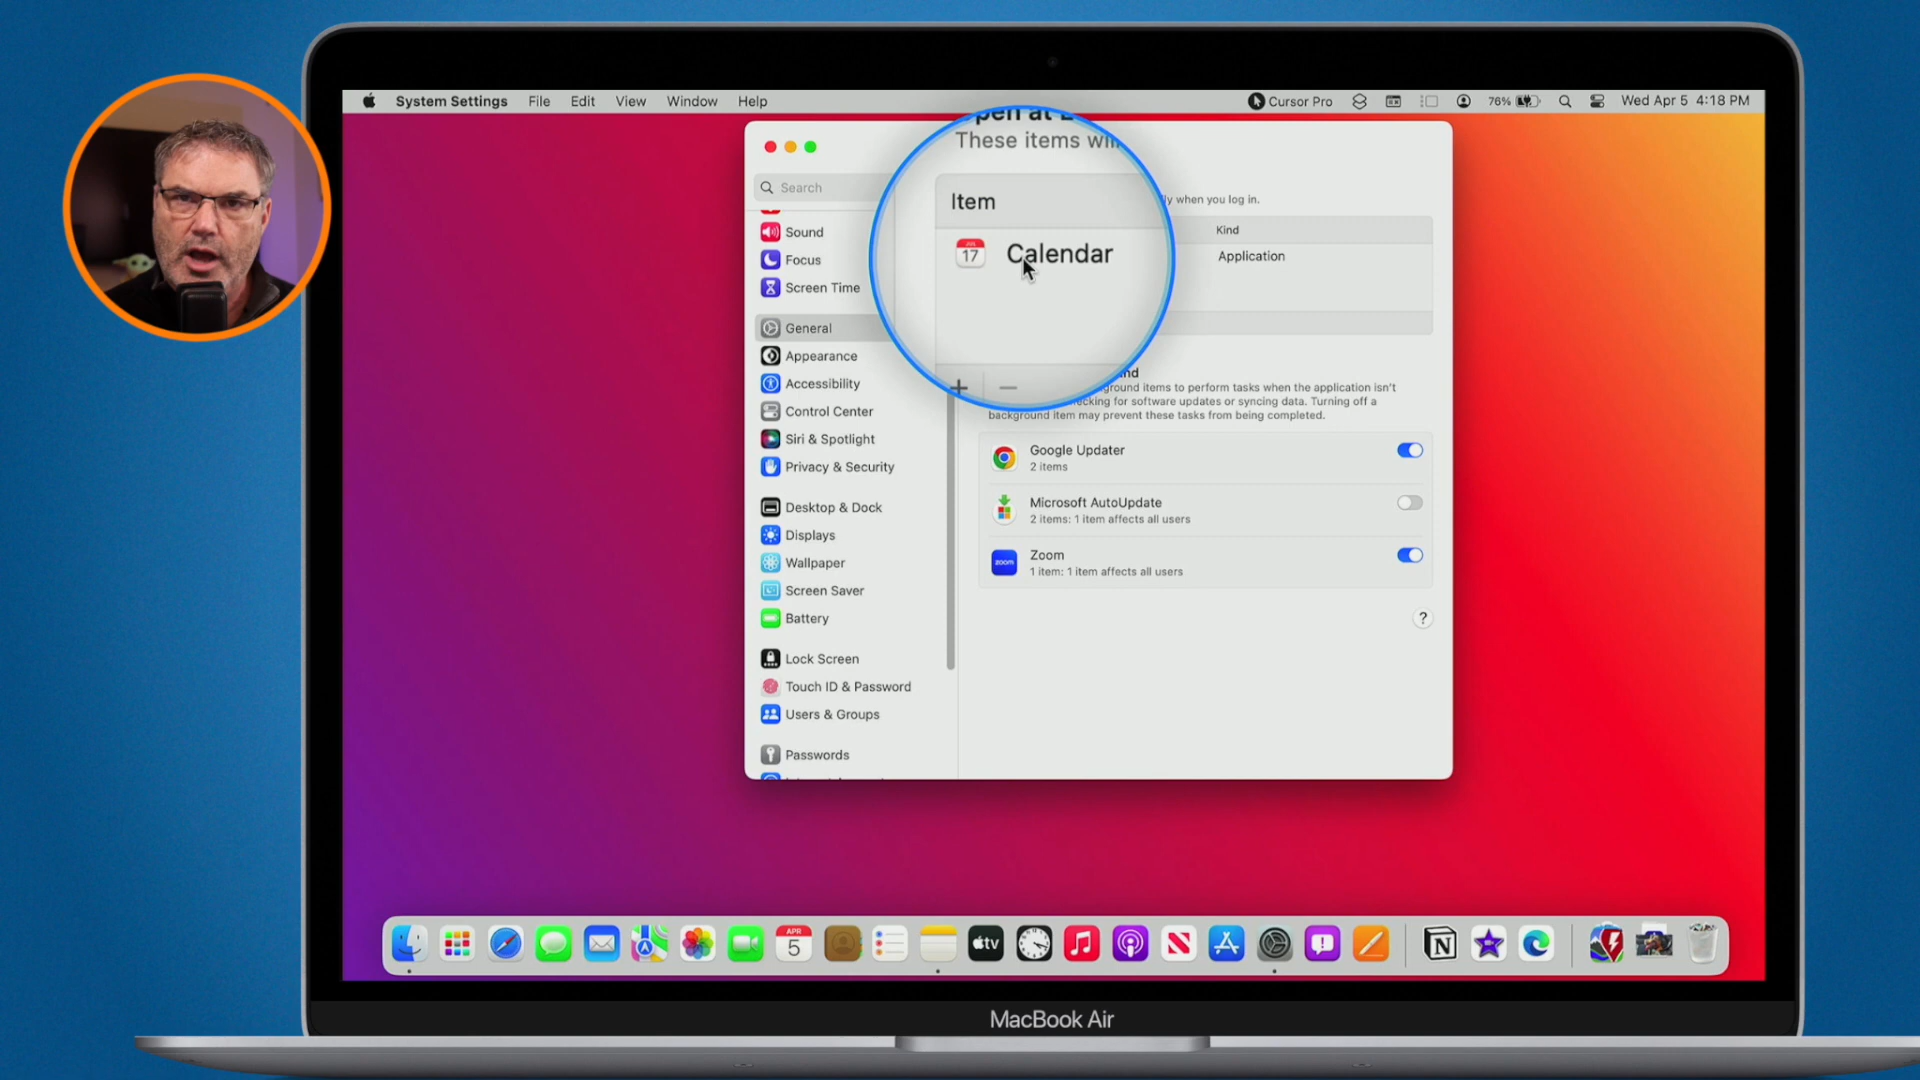 System Settings File Edit View Window Help
Cursor Pro 76% Wed Apr 5 4:18 PM
These items
Search
ly when you log in.
Item Kind
JUL
17
Calendar Application
Sound
Focus
Screen Time
General
Appearance
Accessibility
Control Center
Siri & Spotlight
Privacy & Security
Desktop & Dock
Displays
Wallpaper
Screen Saver
Battery
Lock Screen
Touch ID & Password
Users & Groups
Passwords
+ −
items to perform tasks when the application isn't
for software updates or syncing data. Turning off a
background item may prevent these tasks from being completed.
Google Updater
2 items
Microsoft AutoUpdate
2 items: 1 item affects all users
zoom
Zoom
1 item: 1 item affects all users
?
APR
5
tv
MacBook Air